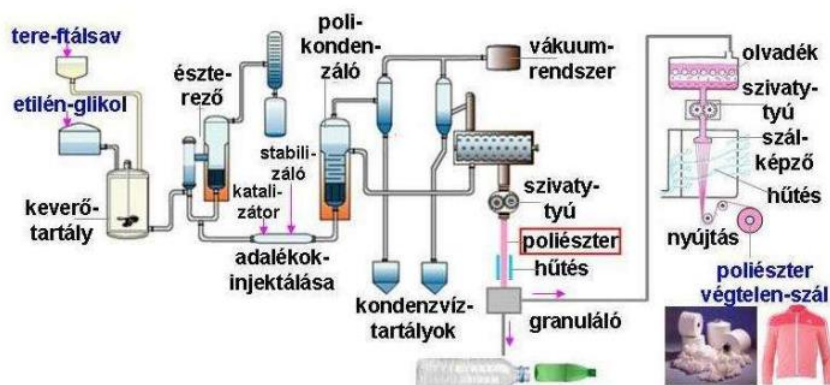 tere-ftálsav
etilén-glikol
keverő-
tartály
észte-
rező
katali-
zátor
stabili-
záló
adalékok-
injektálása
poli-
konden-
záló
kondenzvíz-
tartályok
vákuum-
rendszer
szivaty-
tyú
poliészter
hűtés
granuláló
olvadék
szivaty-
tyú
szál-
képző
hűtés
nyújtás
poliészter
végtelen-szál